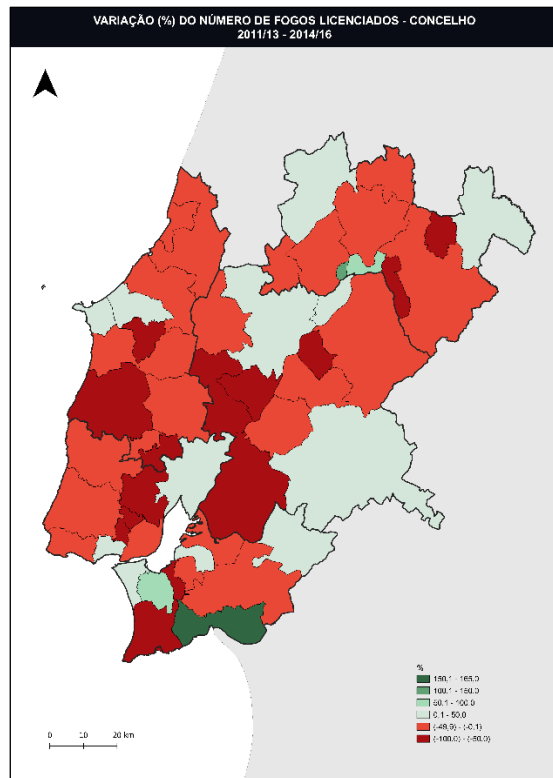 VARIAÇÃO (%) DO NÚMERO DE FOGOS LICENCIADOS - CONCELHO
2011/13 - 2014/16
%
150,1 - 165,0
100,1 - 150,0
50,1 - 100,0
0,1 - 50,0
(-49,9) - (-0,1)
(-100,0) - (-50,0)
0 10 20 km